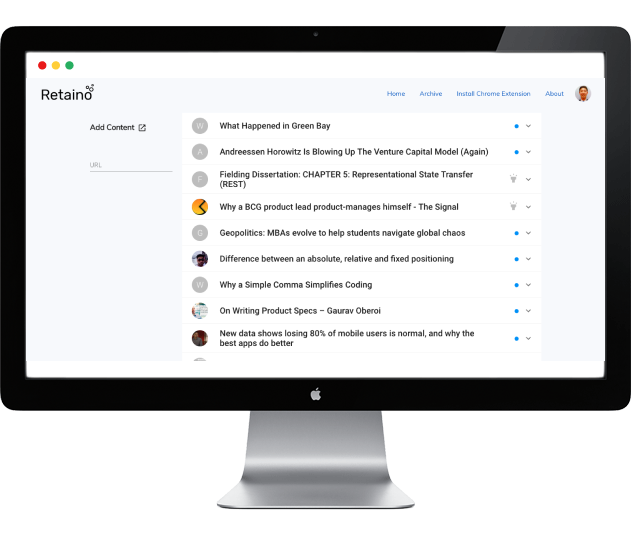 Retaino
Home Archive Install Chrome Extension About
Add Content
URL
W What Happened in Green Bay
A Andreessen Horowitz Is Blowing Up The Venture Capital Model (Again)
F Fielding Dissertation: CHAPTER 5: Representational State Transfer
(REST)
Why a BCG product lead product-manages himself - The Signal
G Geopolitics: MBAs evolve to help students navigate global chaos
Difference between an absolute, relative and fixed positioning
W Why a Simple Comma Simplifies Coding
On Writing Product Specs – Gaurav Oberoi
New data shows losing 80% of mobile users is normal, and why the
best apps do better